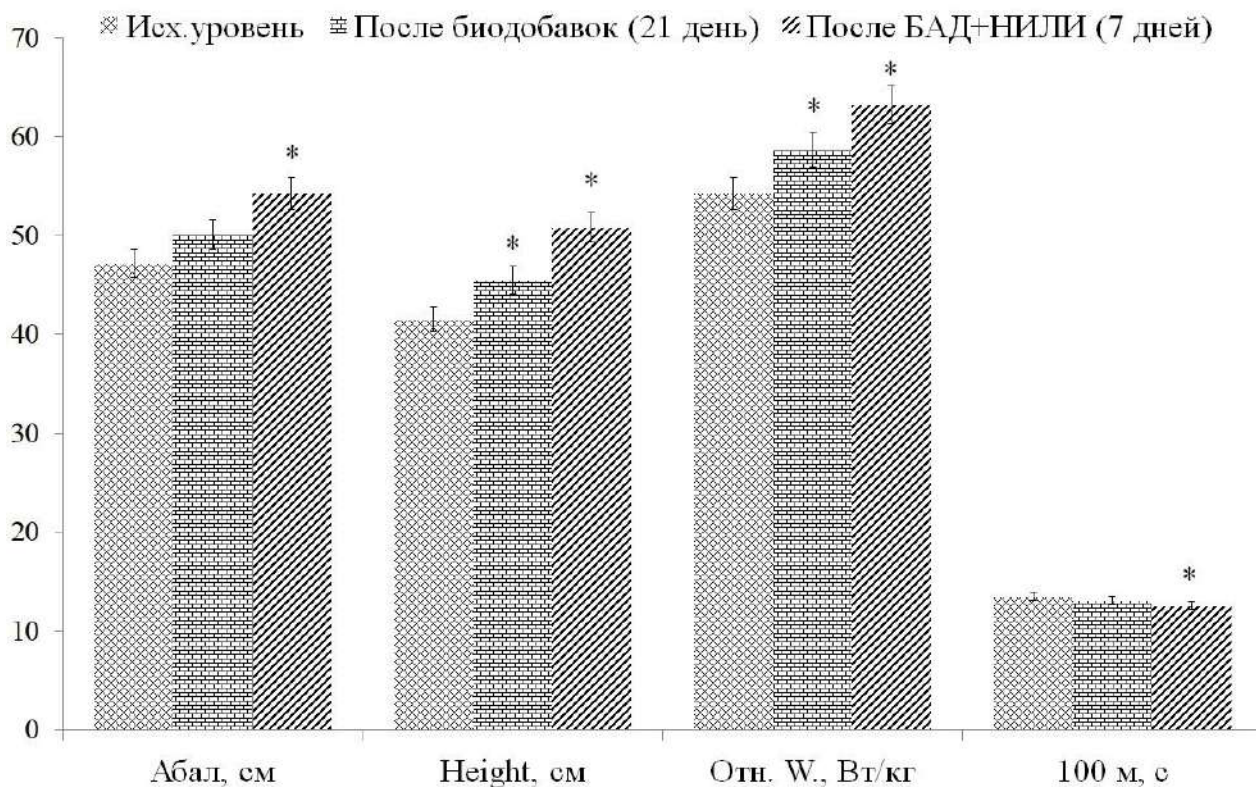 Исх.уровень После биодобавок (21 день) После БАД+НИЛИ (7 дней)
70
60
50
40
30
20
10
0
* * * * * *
Абал, см Height, см Отн. W., Вт/кг 100 м, с